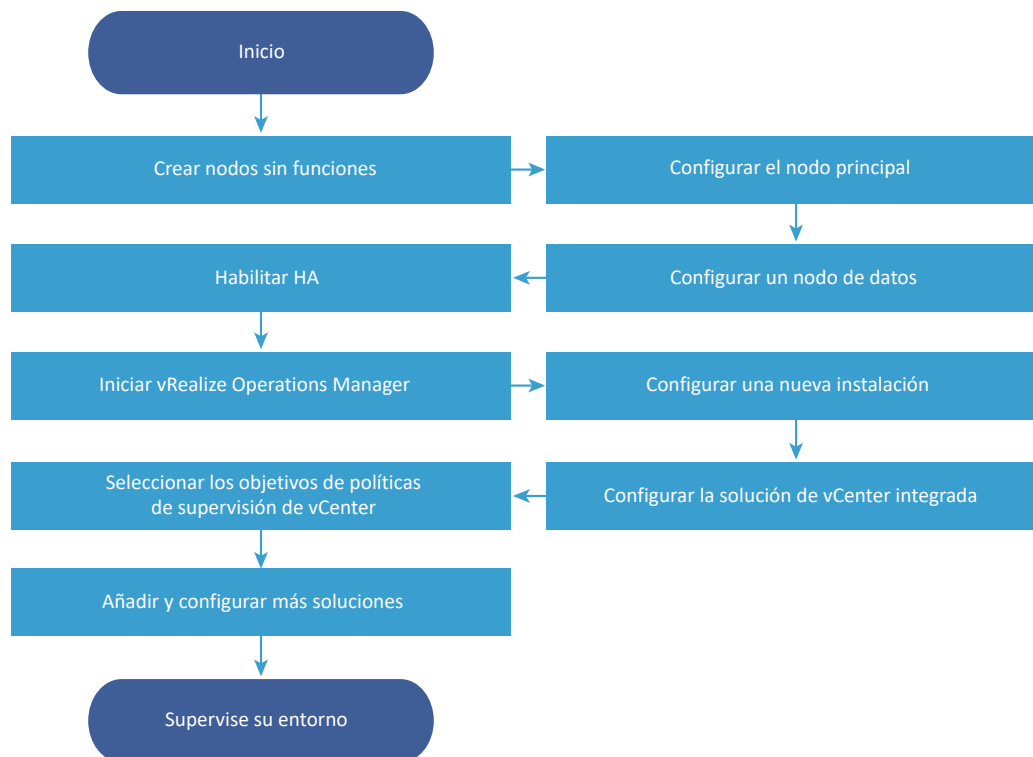 Inicio
Crear nodos sin funciones
Configurar el nodo principal
Configurar un nodo de datos
Habilitar HA
Iniciar vRealize Operations Manager
Configurar una nueva instalación
Configurar la solución de vCenter integrada
Seleccionar los objetivos de políticas
de supervisión de vCenter
Añadir y configurar más soluciones
Supervise su entorno